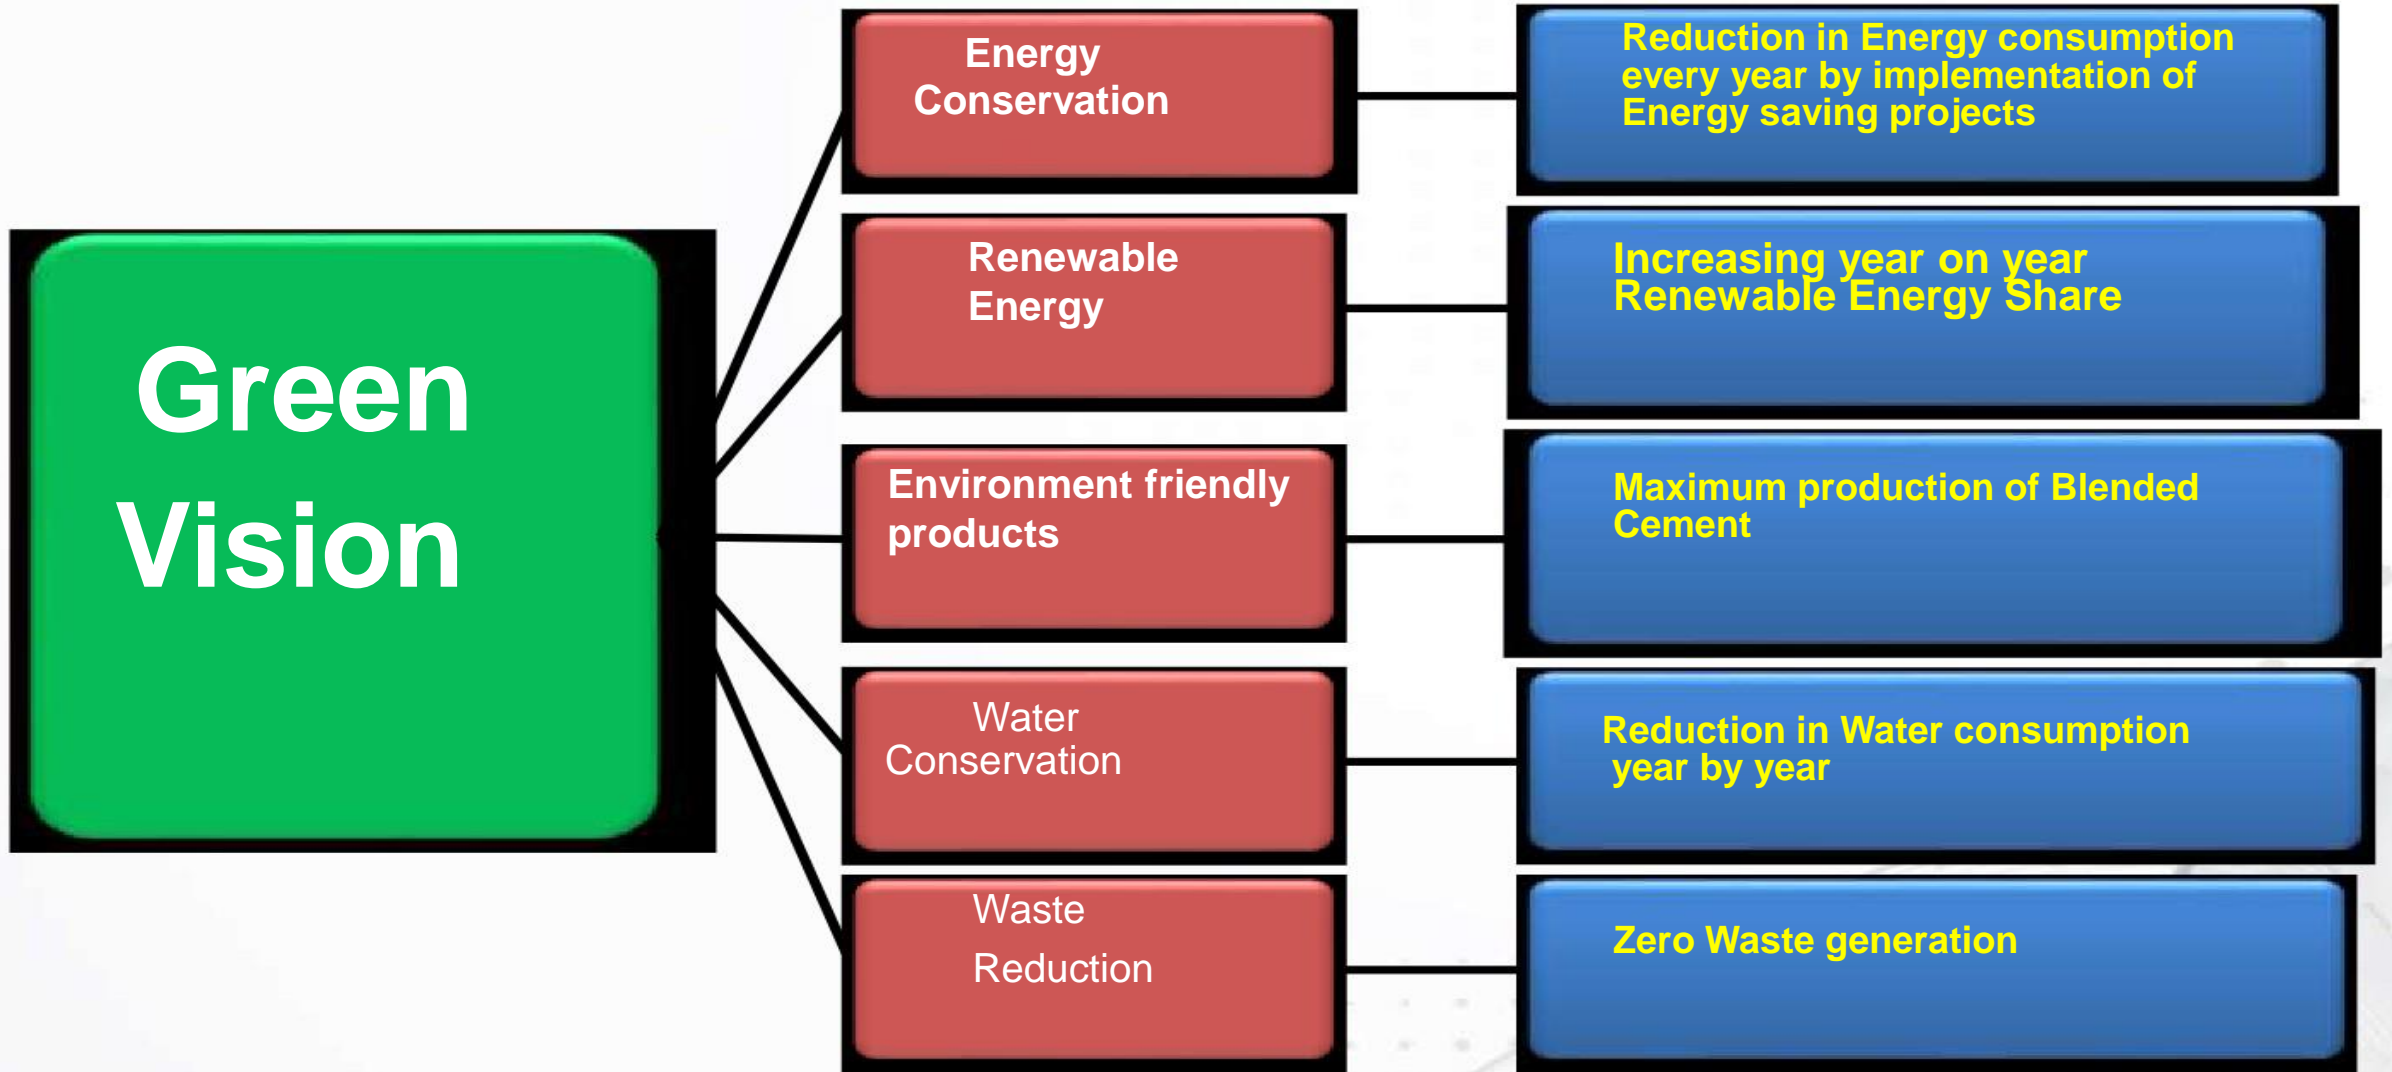 Green
Vision
Energy
Conservation
Reduction in Energy consumption
every year by implementation of
Energy saving projects
Renewable
Energy
Increasing year on year
Renewable Energy Share
Environment friendly
products
Maximum production of Blended
Cement
Water
Conservation
Reduction in Water consumption
year by year
Waste
Reduction
Zero Waste generation